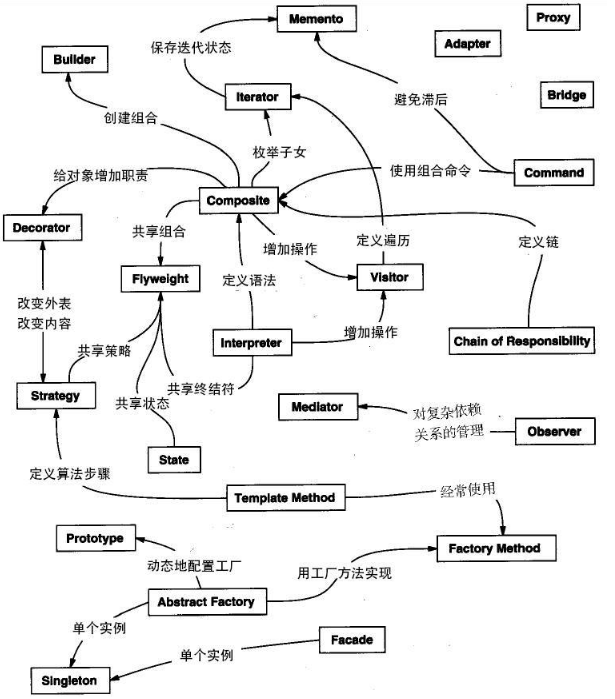 Memento
Proxy
Adapter
保存迭代状态
Builder
Iterator
Bridge
避免滞后
创建组合
枚举子女
给对象增加职责
使用组合命令
Command
Composite
Decorator
共享组合
增加操作
定义遍历
定义链
Flyweight
定义语法
Visitor
改变外表
改变内容
增加操作
Interpreter
Chain of Responsibility
共享策略
共享终结符
Strategy
共享状态
Mediator
对复杂依赖
关系的管理
Observer
State
定义算法步骤
Template Method
经常使用
Prototype
Factory Method
动态地配置工厂
用工厂方法实现
Abstract Factory
单个实例
Facade
单个实例
Singleton